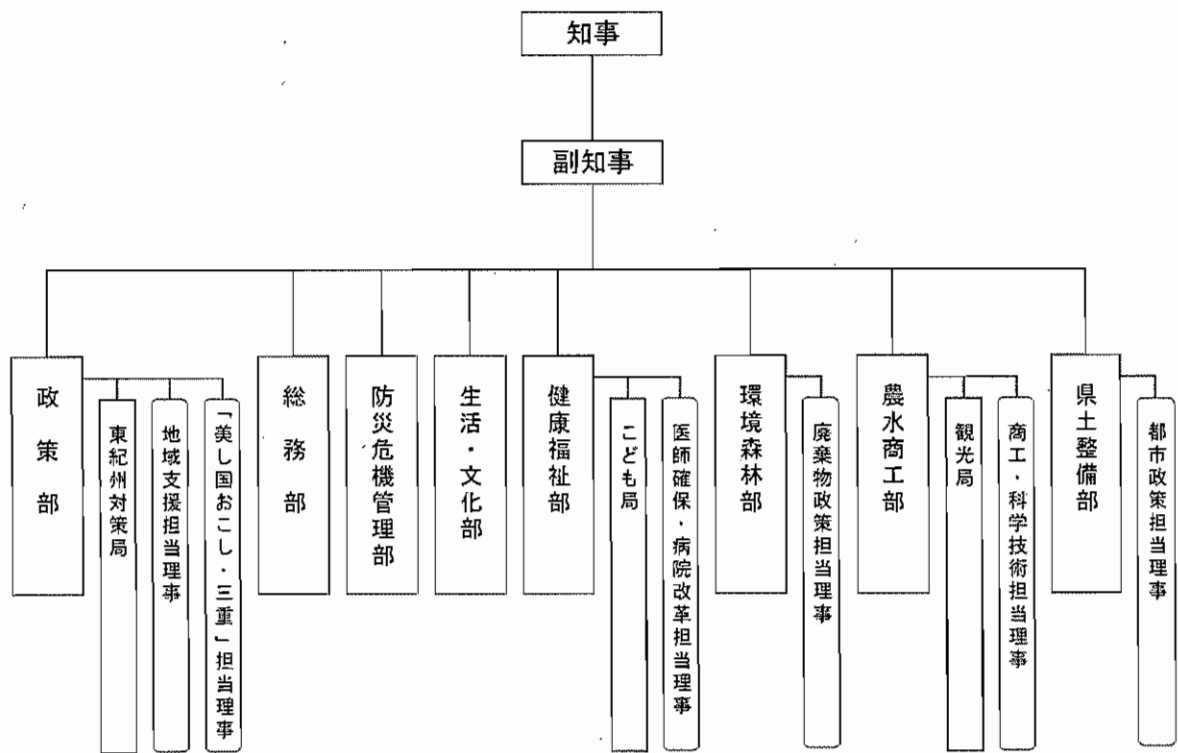 知事
副知事
政策部
東紀州対策局
地域支援担当理事
「美し国おこし・三重」担当理事
総務部
防災危機管理部
生活・文化部
健康福祉部
こども局
医師確保・病院改革担当理事
環境森林部
廃棄物政策担当理事
農水商工部
観光局
商工・科学技術担当理事
県土整備部
都市政策担当理事